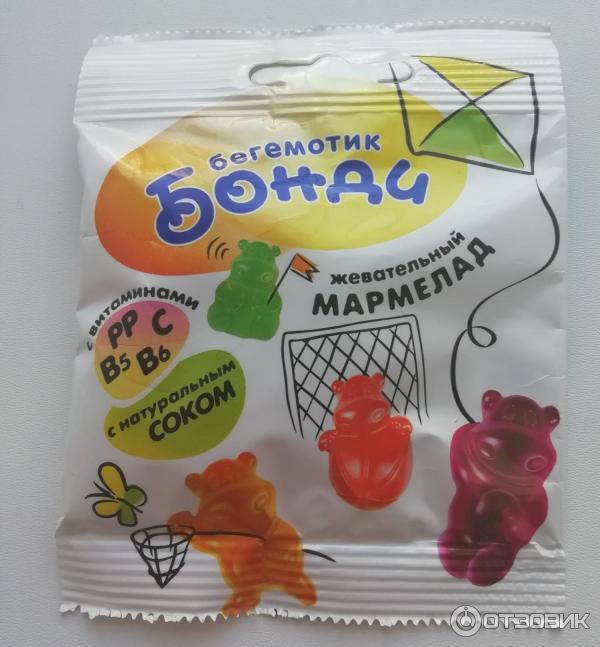 бегемотик
Бонди
жевательный
МАРМЕЛАД
с витаминами
PP C
B5 B6
с натуральным
соком
ОТЗОВИК